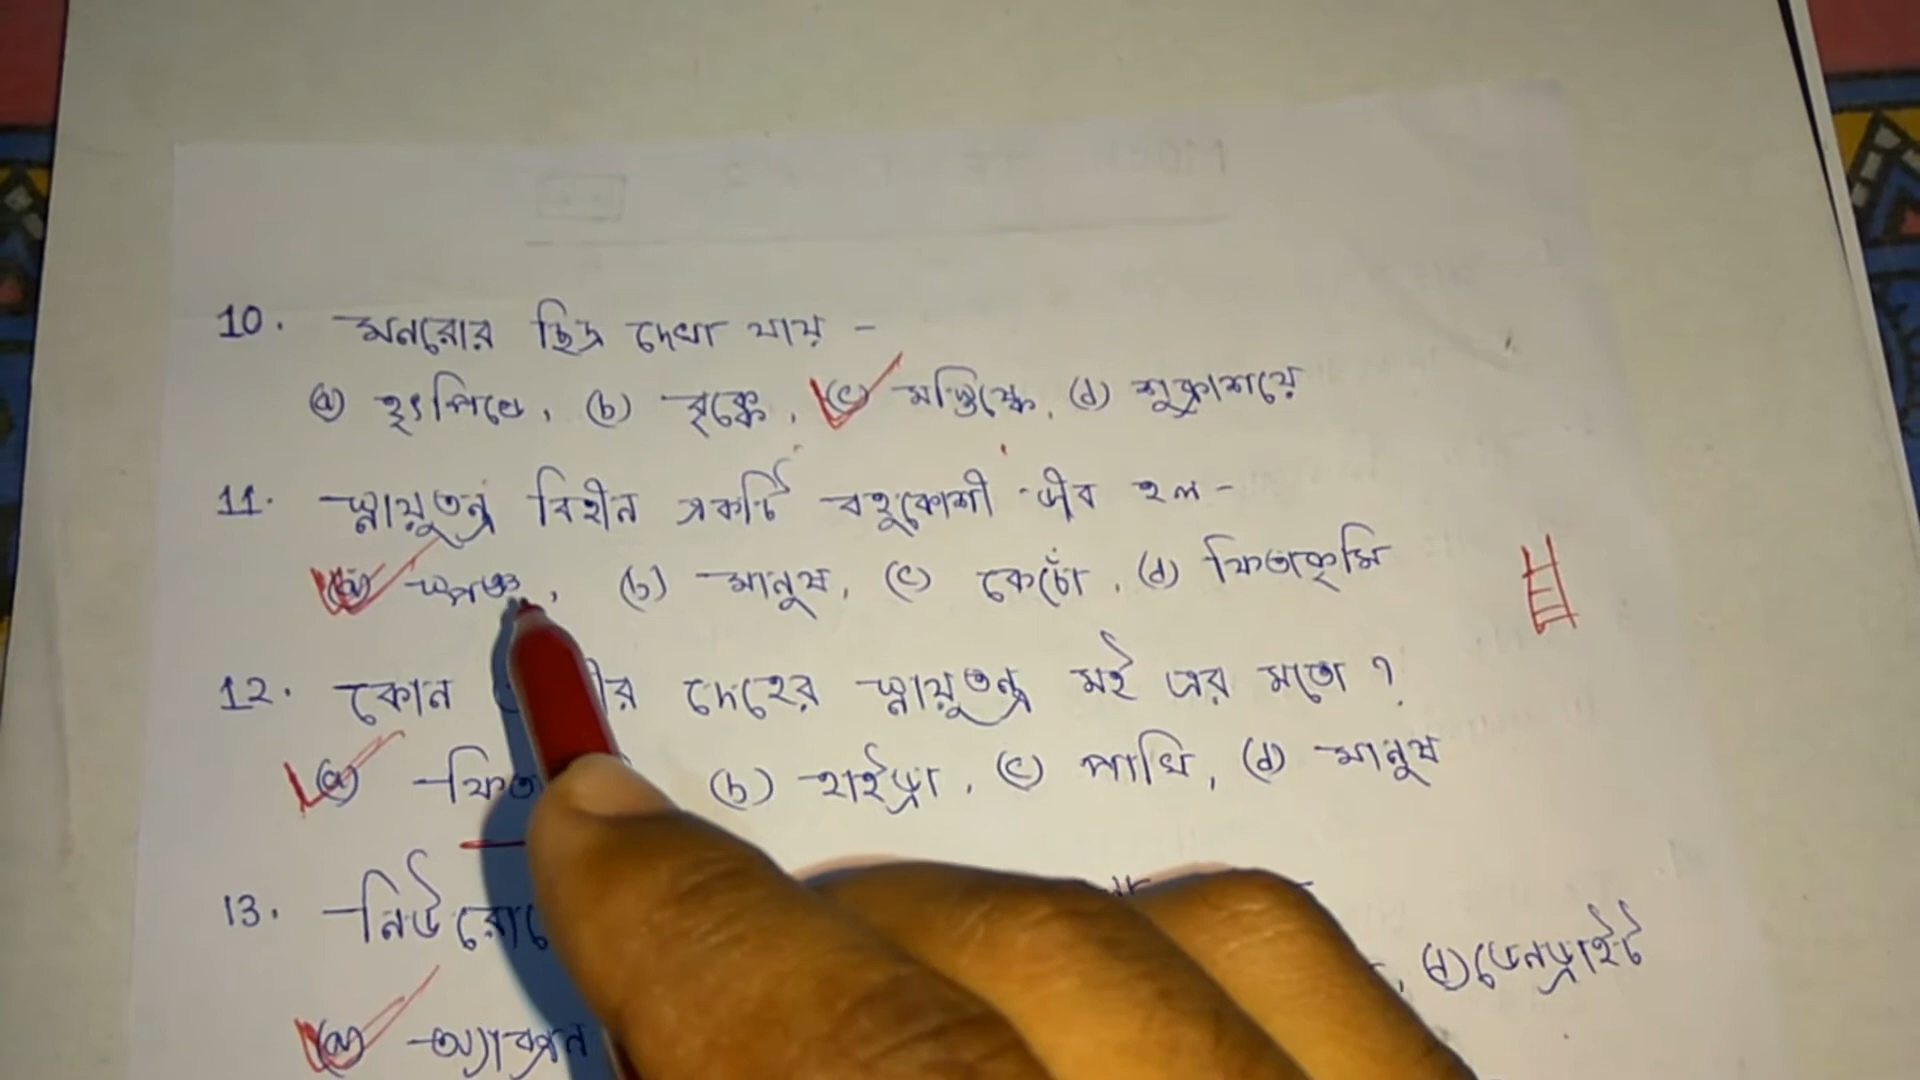 10. মনরোর ছিদ্র দেখা যায় -
(a) হৃৎপিণ্ডে, (b) বৃক্কে, (c) মস্তিষ্কে, (d) শুক্রাশয়ে
11. স্নায়ুতন্ত্র বিহীন একটি বহুকোশী জীব হল -
(a) স্পঞ্জ, (b) মানুষ, (c) কেঁচো, (d) ফিতাকৃমি
12. কোন দেহের স্নায়ুতন্ত্র মই এর মতো ?
(a) (b) হাইড্রা, (c) পাখি, (d) মানুষ
13.
(d) ডেনড্রাইট
(a) অ্যাক্সন